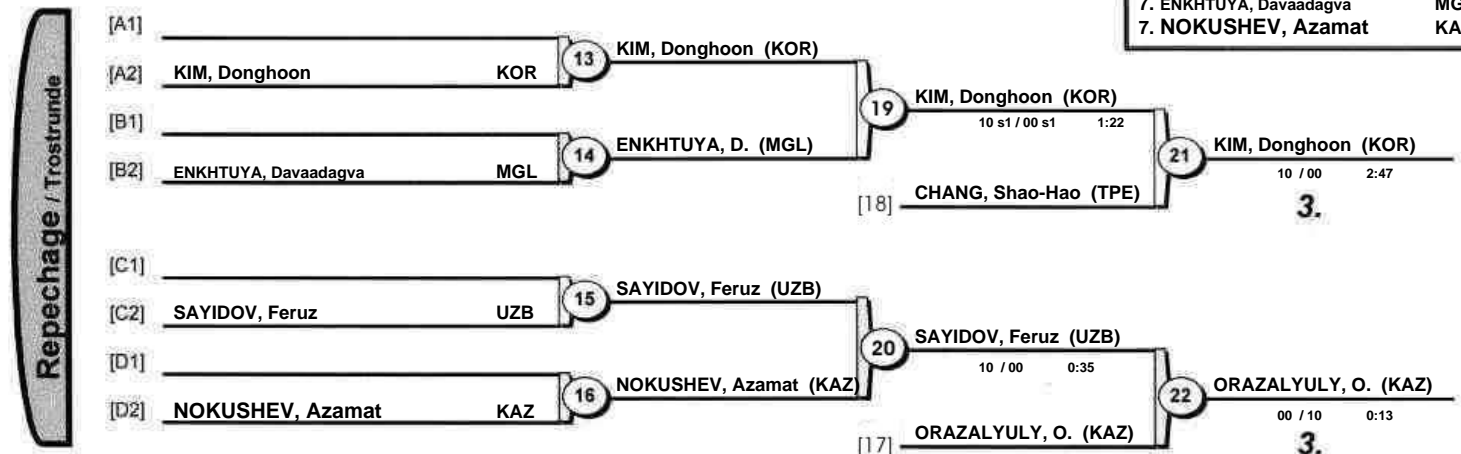 7. ENKHTUYA, Davaadagva
7. NOKUSHEV, Azamat KA
Repechage / Trostrunde
[A1]
[A2] KIM, Donghoon KOR
13
KIM, Donghoon (KOR)
[B1]
[B2] ENKHTUYA, Davaadagva MGL
14
ENKHTUYA, D. (MGL)
19
KIM, Donghoon (KOR)
10 s1 / 00 s1 1:22
[18] CHANG, Shao-Hao (TPE)
21
KIM, Donghoon (KOR)
10 / 00 2:47
3.
[C1]
[C2] SAYIDOV, Feruz UZB
15
SAYIDOV, Feruz (UZB)
[D1]
[D2] NOKUSHEV, Azamat KAZ
16
NOKUSHEV, Azamat (KAZ)
20
SAYIDOV, Feruz (UZB)
10 / 00 0:35
[17] ORAZALYULY, O. (KAZ)
22
ORAZALYULY, O. (KAZ)
00 / 10 0:13
3.